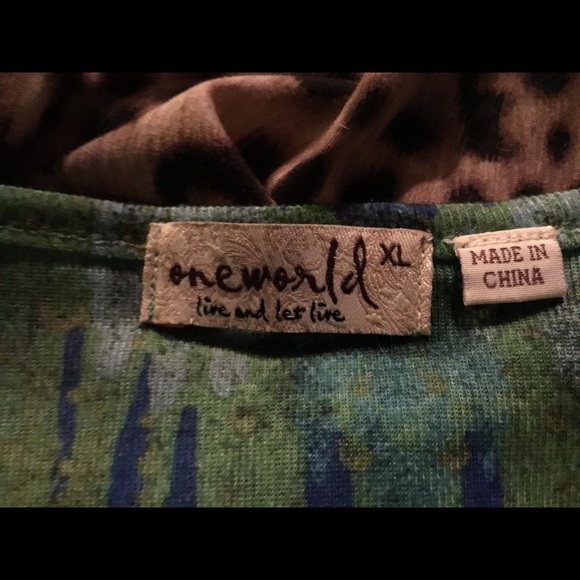 oneworld XL
live and let live
MADE IN
CHINA